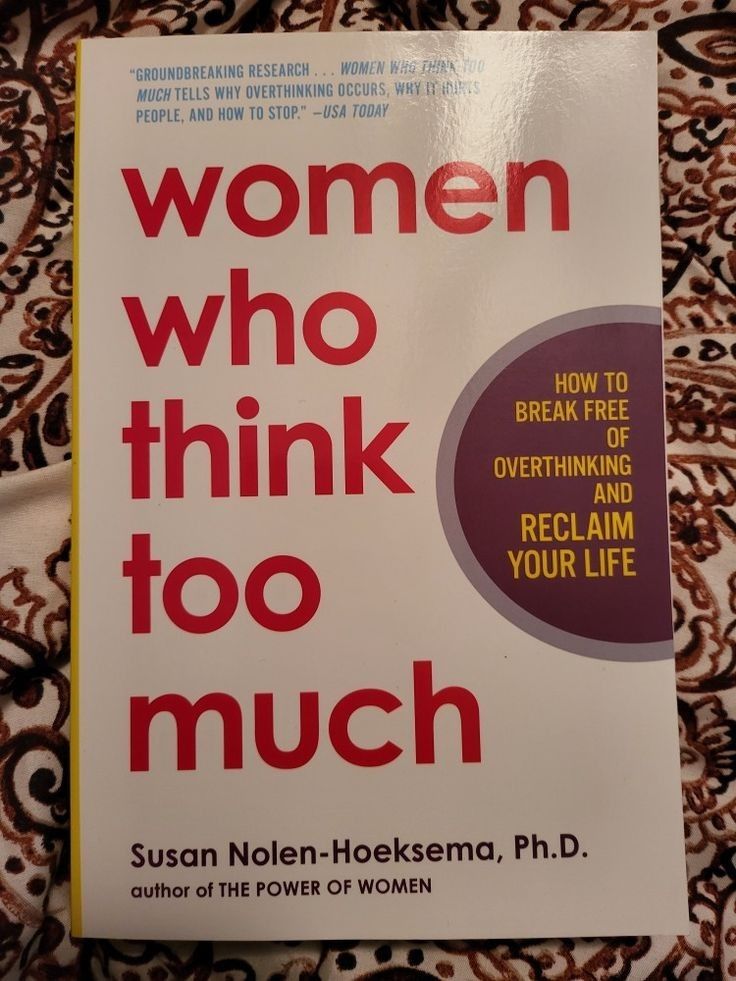 "GROUNDBREAKING RESEARCH . . . WOMEN WHO THINK TOO
MUCH TELLS WHY OVERTHINKING OCCURS, WHY IT HURTS
PEOPLE, AND HOW TO STOP." —USA TODAY
women
who
think
too
much
HOW TO
BREAK FREE
OF
OVERTHINKING
AND
RECLAIM
YOUR LIFE
Susan Nolen-Hoeksema, Ph.D.
author of THE POWER OF WOMEN